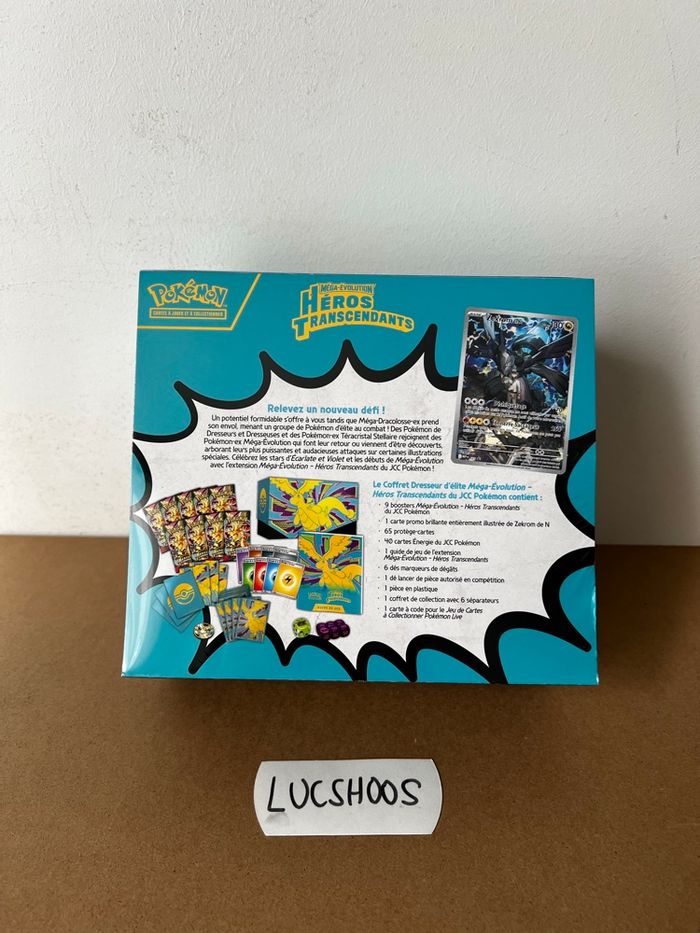 POKÉMON
CARTES À JOUER ET À COLLECTIONNER
MÉGA-ÉVOLUTION
HÉROS
TRANSCENDANTS
Relevez un nouveau défi !
Un potentiel formidable s'offre à vous tandis que Méga-Dracolosse-ex prend
son envol, menant un groupe de Pokémon d'élite au combat ! Des Pokémon de
Dresseurs et Dresseuses et des Pokémon-ex Téracristal Stellaire rejoignent des
Pokémon-ex Méga-Évolution qui font leur retour ou viennent d'être découverts,
arborant leurs plus puissantes et audacieuses attaques sur certaines illustrations
spéciales. Célébrez les stars d'Écarlate et Violet et les débuts de Méga-Évolution
avec l'extension Méga-Évolution – Héros Transcendants du JCC Pokémon !
Le Coffret Dresseur d'élite Méga-Évolution –
Héros Transcendants du JCC Pokémon contient :
· 9 boosters Méga-Évolution – Héros Transcendants
du JCC Pokémon
· 1 carte promo brillante entièrement illustrée de Zekrom de N
· 65 protège-cartes
· 40 cartes Énergie du JCC Pokémon
· 1 guide de jeu de l'extension
Méga-Évolution – Héros Transcendants
· 6 dés marqueurs de dégâts
· 1 dé lancer de pièce autorisé en compétition
· 1 pièce en plastique
· 1 coffret de collection avec 6 séparateurs
· 1 carte à code pour le Jeu de Cartes
à Collectionner Pokémon Live
LUCSHOOS